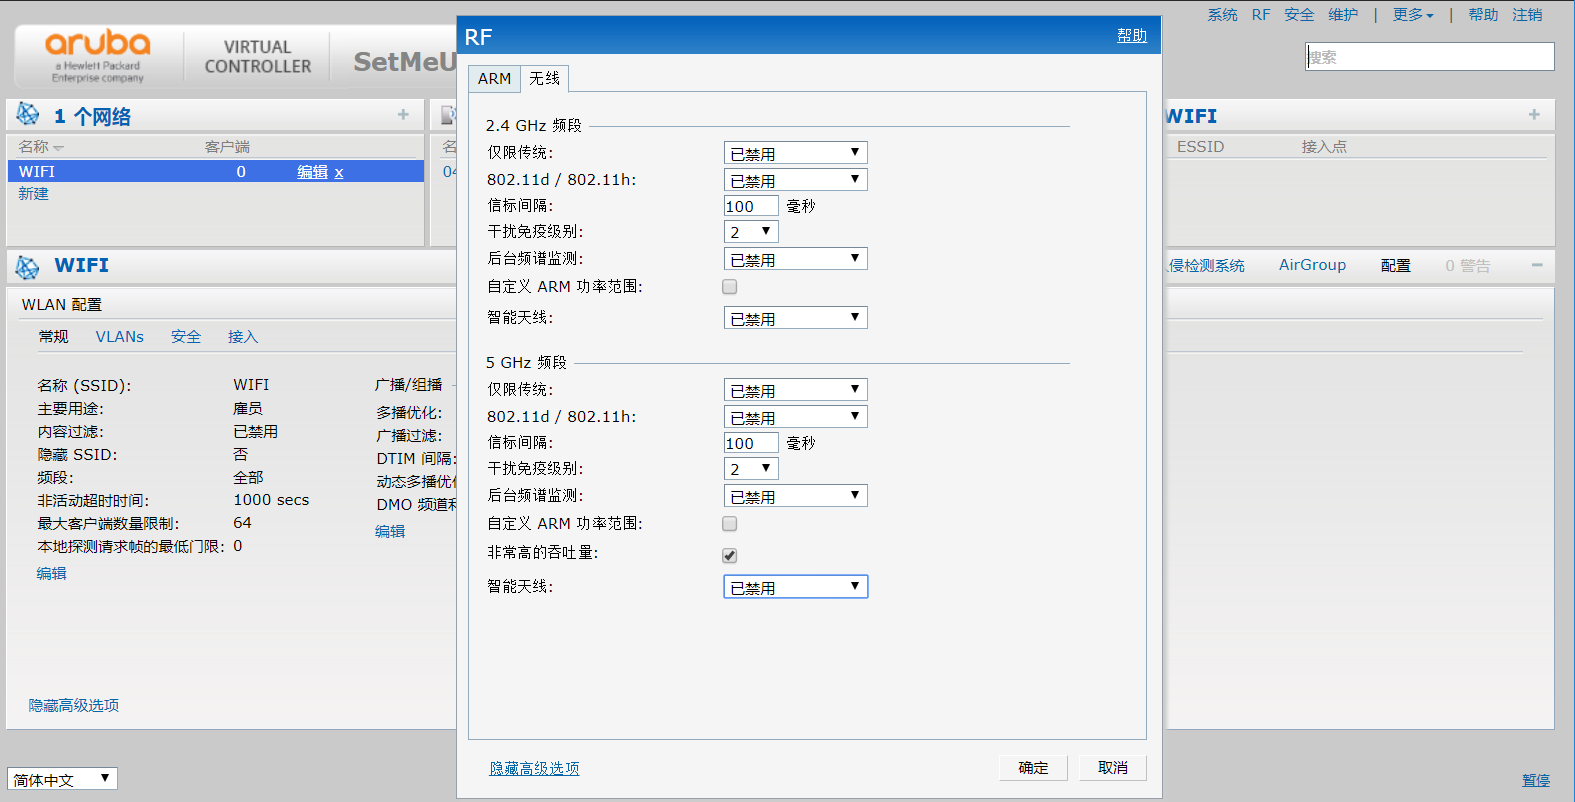 系统 RF 安全 维护 | 更多 | 帮助 注销
aruba
a Hewlett Packard
Enterprise company
VIRTUAL
CONTROLLER
SetMeU
搜索
1 个网络 +
名称 客户端
WIFI 0 编辑 x
新建
名
04
WIFI +
ESSID 接入点
WIFI
侵检测系统 AirGroup 配置 0 警告
WLAN 配置
常规 VLANs 安全 接入
名称 (SSID): WIFI
主要用途: 雇员
内容过滤: 已禁用
隐藏 SSID: 否
频段: 全部
非活动超时时间: 1000 secs
最大客户端数量限制: 64
本地探测请求帧的最低门限: 0
编辑
广播/组播
多播优化:
广播过滤:
DTIM 间隔:
动态多播优化
DMO 频道利
编辑
隐藏高级选项
简体中文
暂停
RF 帮助
ARM 无线
2.4 GHz 频段
仅限传统: 已禁用
802.11d / 802.11h: 已禁用
信标间隔: 100 毫秒
干扰免疫级别: 2
后台频谱监测: 已禁用
自定义 ARM 功率范围:
智能天线: 已禁用
5 GHz 频段
仅限传统: 已禁用
802.11d / 802.11h: 已禁用
信标间隔: 100 毫秒
干扰免疫级别: 2
后台频谱监测: 已禁用
自定义 ARM 功率范围:
非常高的吞吐量:
智能天线: 已禁用
隐藏高级选项 确定 取消